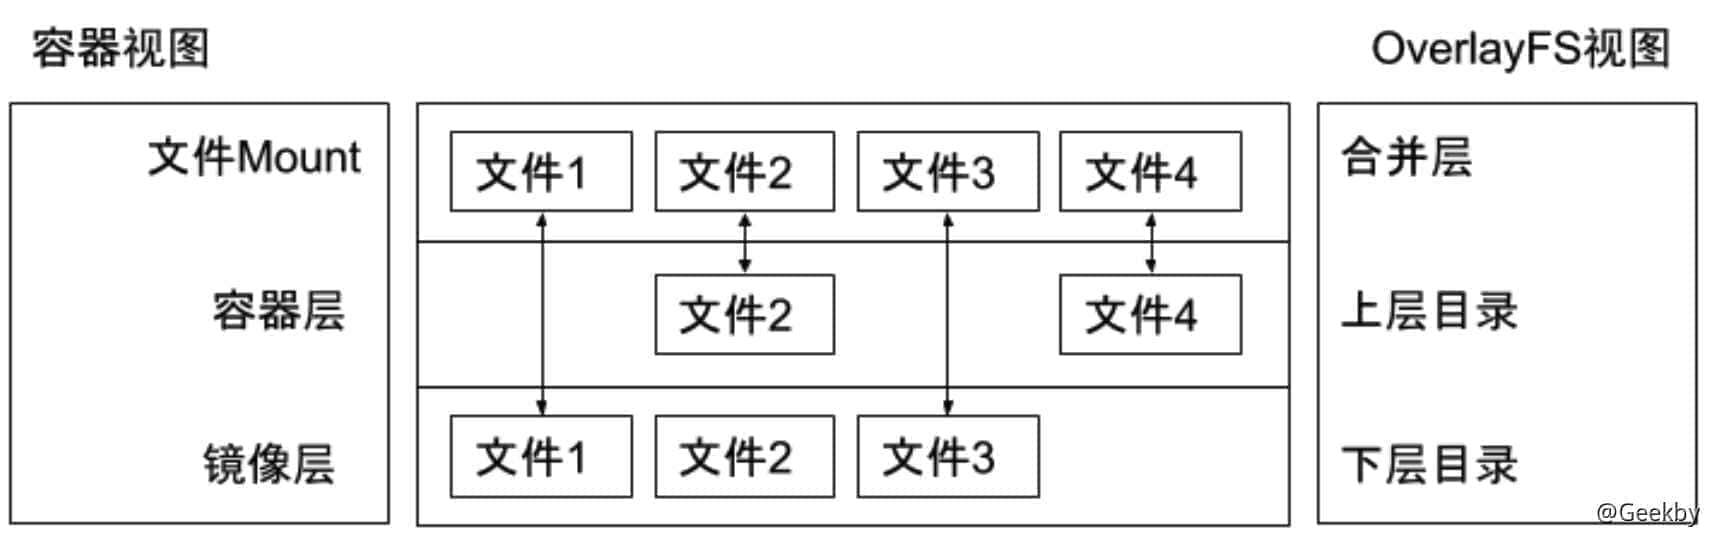 容器视图
OverlayFS视图
文件Mount
文件1
文件2
文件3
文件4
合并层
容器层
文件2
文件4
上层目录
镜像层
文件1
文件2
文件3
下层目录
@Geekby